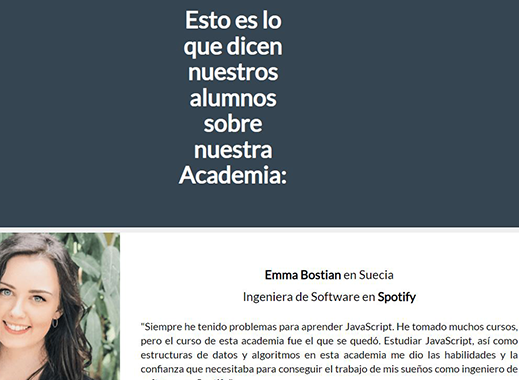 Esto es lo
que dicen
nuestros
alumnos
sobre
nuestra
Academia:
Emma Bostian en Suecia
Ingeniera de Software en Spotify
"Siempre he tenido problemas para aprender JavaScript. He tomado muchos cursos,
pero el curso de esta academia fue el que se quedó. Estudiar JavaScript, así como
estructuras de datos y algoritmos en esta academia me dio las habilidades y la
confianza que necesitaba para conseguir el trabajo de mis sueños como ingeniero de